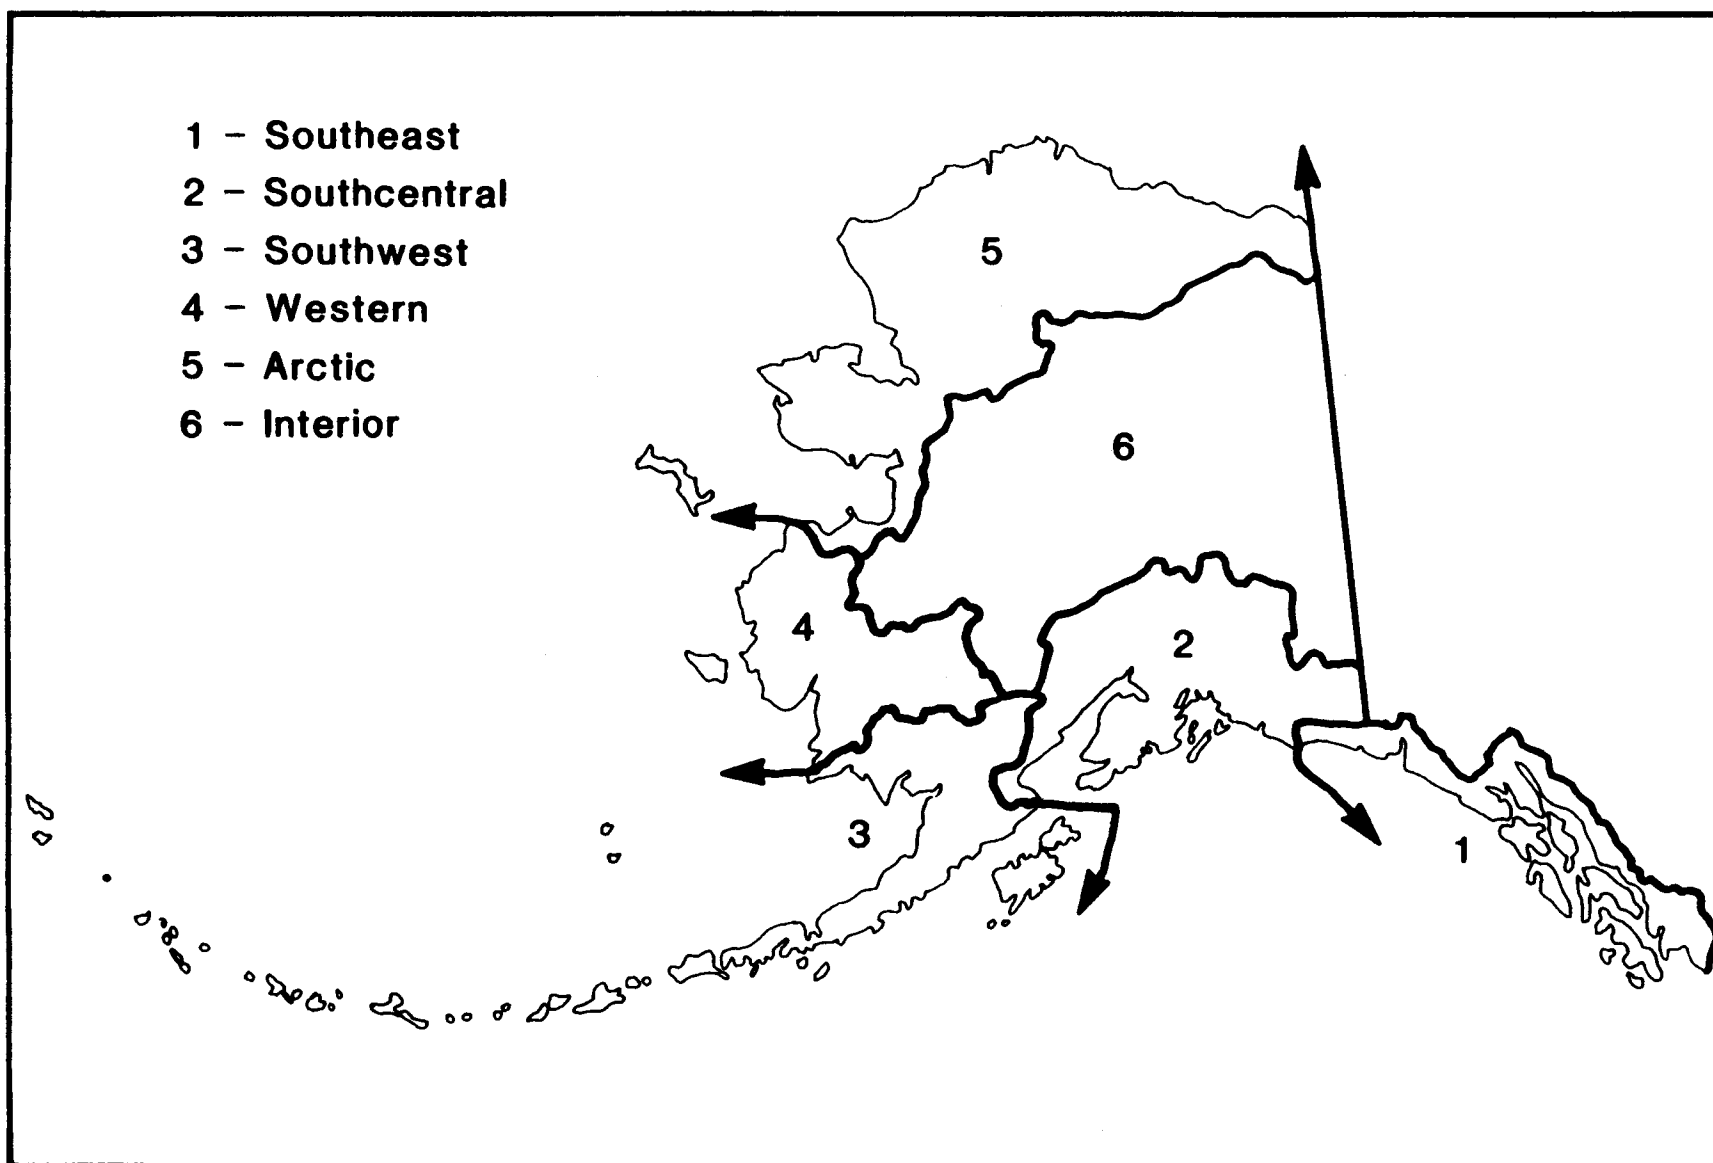 1 - Southeast
2 - Southcentral
3 - Southwest
4 - Western
5 - Arctic
6 - Interior
5
6
4
2
3
1